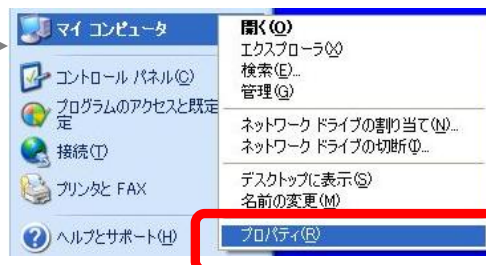 マイ コンピュータ
コントロール パネル(C)
プログラムのアクセスと既定
定
接続(T)
プリンタと FAX
ヘルプとサポート(H)
開く(O)
エクスプローラ(X)
検索(E)...
管理(G)
ネットワーク ドライブの割り当て(N)...
ネットワーク ドライブの切断(I)...
デスクトップに表示(S)
名前の変更(M)
プロパティ(R)